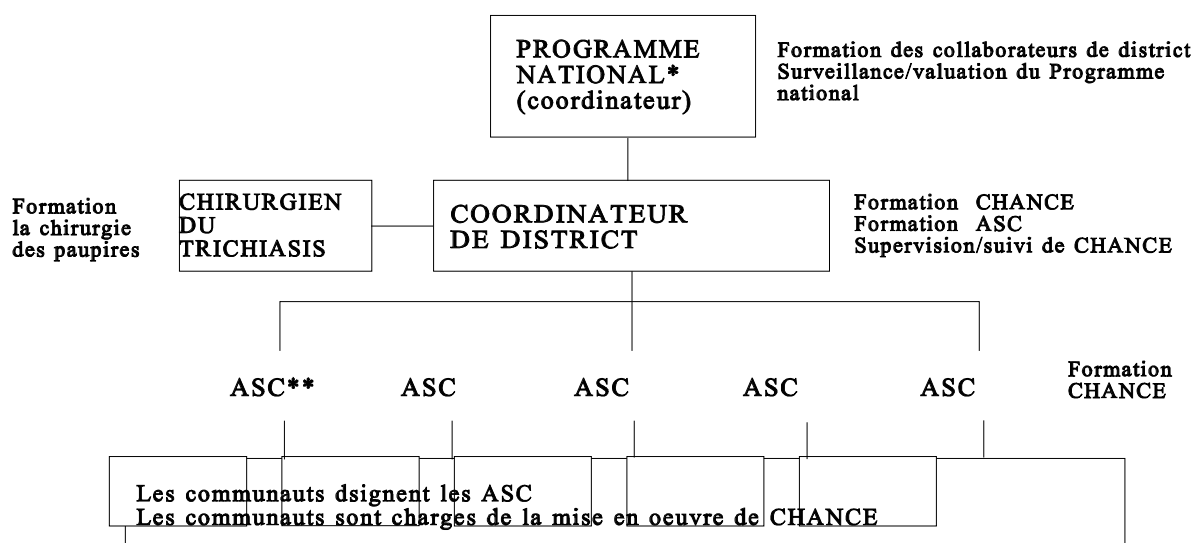 PROGRAMME
NATIONAL*
(coordinateur)
Formation des collaborateurs de district
Surveillance/valuation du Programme
national
Formation
la chirurgie
des paupires
CHIRURGIEN
DU
TRICHIASIS
COORDINATEUR
DE DISTRICT
Formation CHANCE
Formation ASC
Supervision/suivi de CHANCE
ASC**
ASC
ASC
ASC
ASC
Formation
CHANCE
Les communauts dsignent les ASC
Les communauts sont charges de la mise en oeuvre de CHANCE